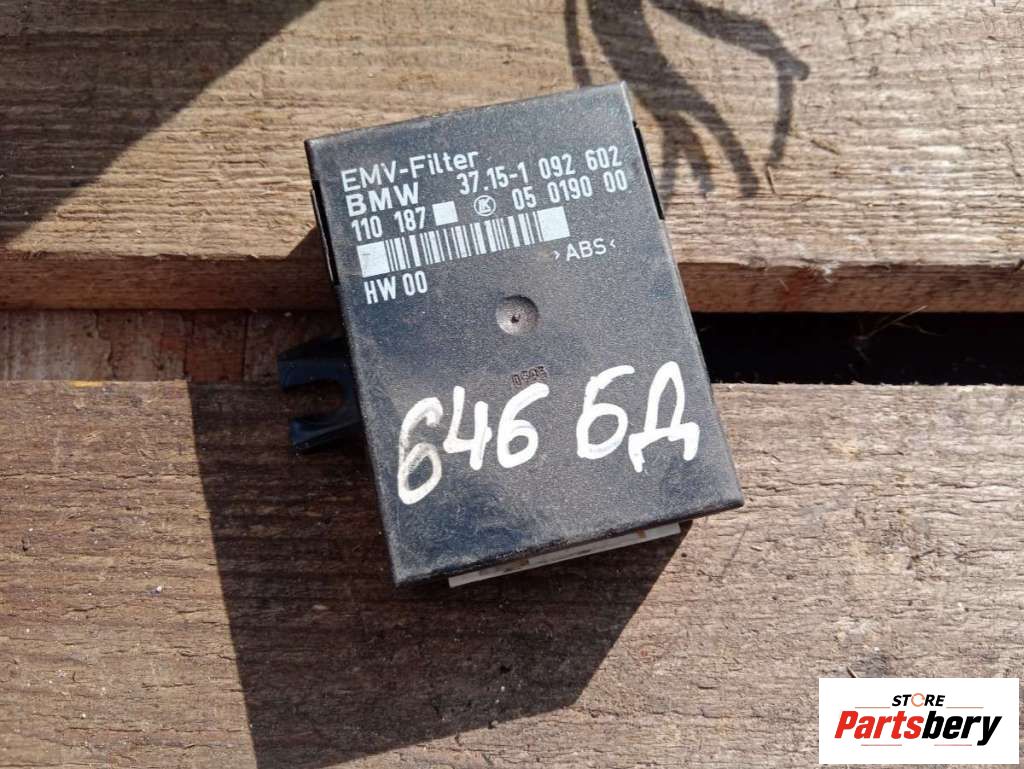 EMV-Filter
BMW 37.15-1 092 602
110 187 05 0190 00
>ABS<
HW 00
646 БД
STORE
Partsbery